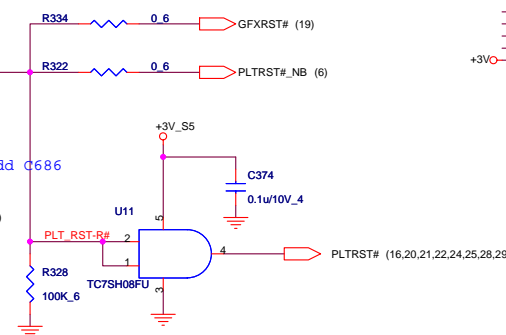 R334 0_6 GFXRST# (19)
R322 0_6 PLTRST#_NB (6)
+3V
+3V_S5
dd C686
C374
0.1u/10V_4
U11
5
)
PLT_RST-R# 2
4
PLTRST# (16,20,21,22,24,25,28,29
1
R328
100K_6
TC7SH08FU
3